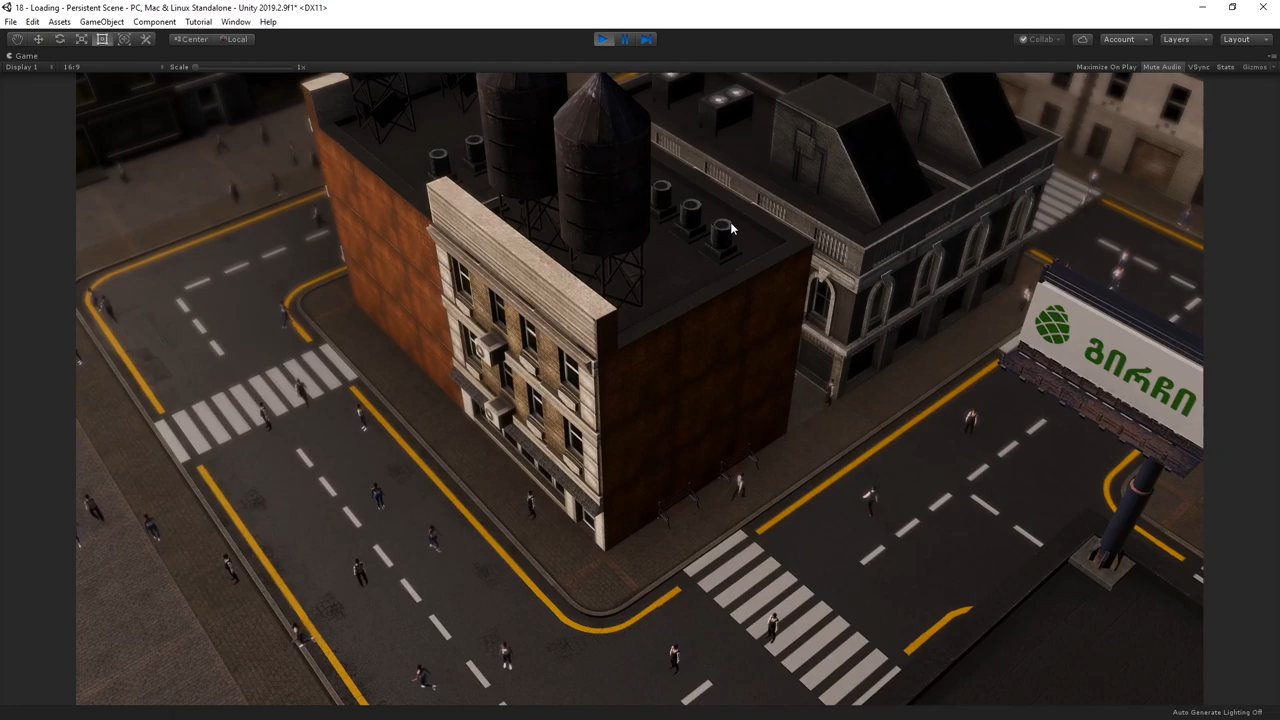 18 - Loading - Persistent Scene - PC, Mac & Linux Standalone - Unity 2019.2.9f1* <DX11>
File Edit Assets GameObject Component Tutorial Window Help
Center Local Collab Account Layers Layout
Game
Display 1 16:9 Scale 1x Maximize On Play Mute Audio VSync Stats Gizmos
გირჩი
Auto Generate Lighting Off